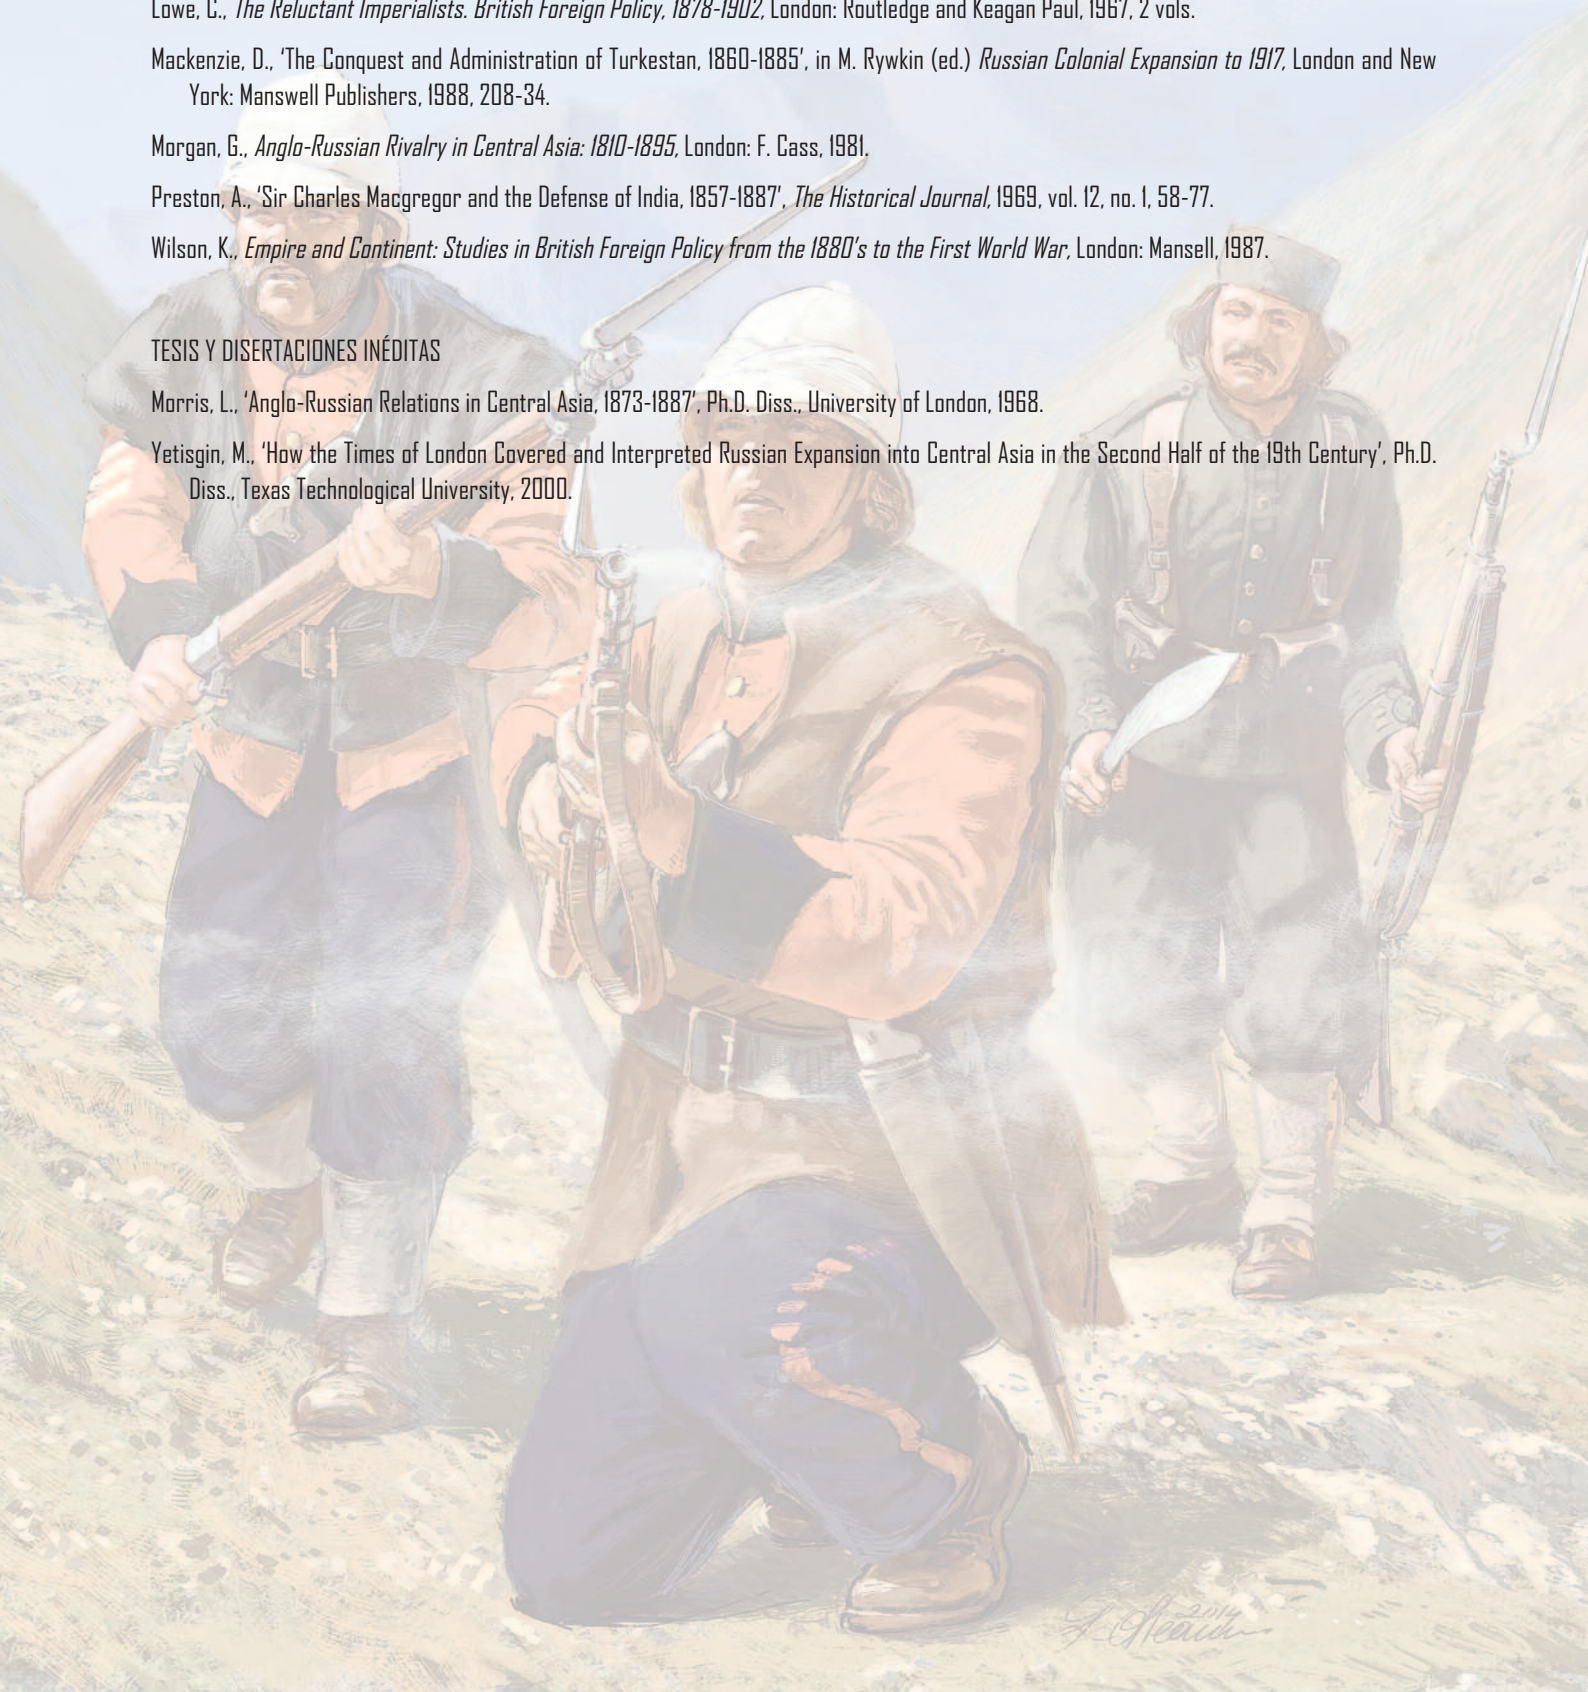 Lowe, C., The Reluctant Imperialists. British Foreign Policy, 1878-1902, London: Routledge and Keagan Paul, 1967, 2 vols.
Mackenzie, D., ‘The Conquest and Administration of Turkestan, 1860-1885’, in M. Rywkin (ed.) Russian Colonial Expansion to 1917, London and New
York: Manswell Publishers, 1988, 208-34.
Morgan, G., Anglo-Russian Rivalry in Central Asia: 1810-1895, London: F. Cass, 1981.
Preston, A., ‘Sir Charles Macgregor and the Defense of India, 1857-1887’, The Historical Journal, 1969, vol. 12, no. 1, 58-77.
Wilson, K., Empire and Continent: Studies in British Foreign Policy from the 1880’s to the First World War, London: Mansell, 1987.
TESIS Y DISERTACIONES INÉDITAS
Morris, L., ‘Anglo-Russian Relations in Central Asia, 1873-1887’, Ph.D. Diss., University of London, 1968.
Yetisgin, M., ‘How the Times of London Covered and Interpreted Russian Expansion into Central Asia in the Second Half of the 19th Century’, Ph.D.
Diss., Texas Technological University, 2000.
2014